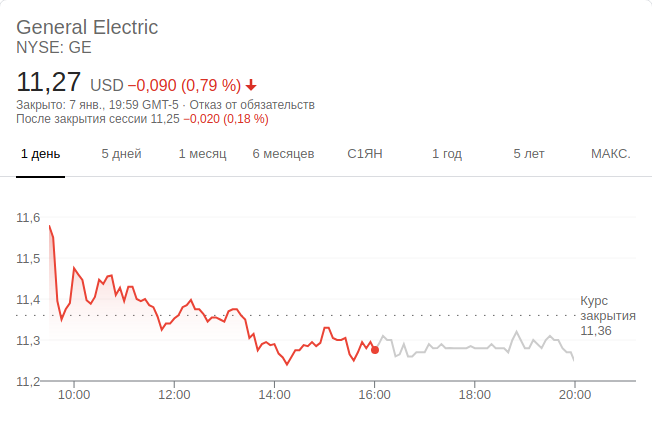 General Electric
NYSE: GE
11,27 USD −0,090 (0,79 %)
Закрыто: 7 янв., 19:59 GMT-5 · Отказ от обязательств
После закрытия сессии 11,25 −0,020 (0,18 %)
1 день 5 дней 1 месяц 6 месяцев С1ЯН 1 год 5 лет МАКС.
11,6
11,5
11,4
Курс
закрытия
11,36
11,3
11,2
10:00 12:00 14:00 16:00 18:00 20:00